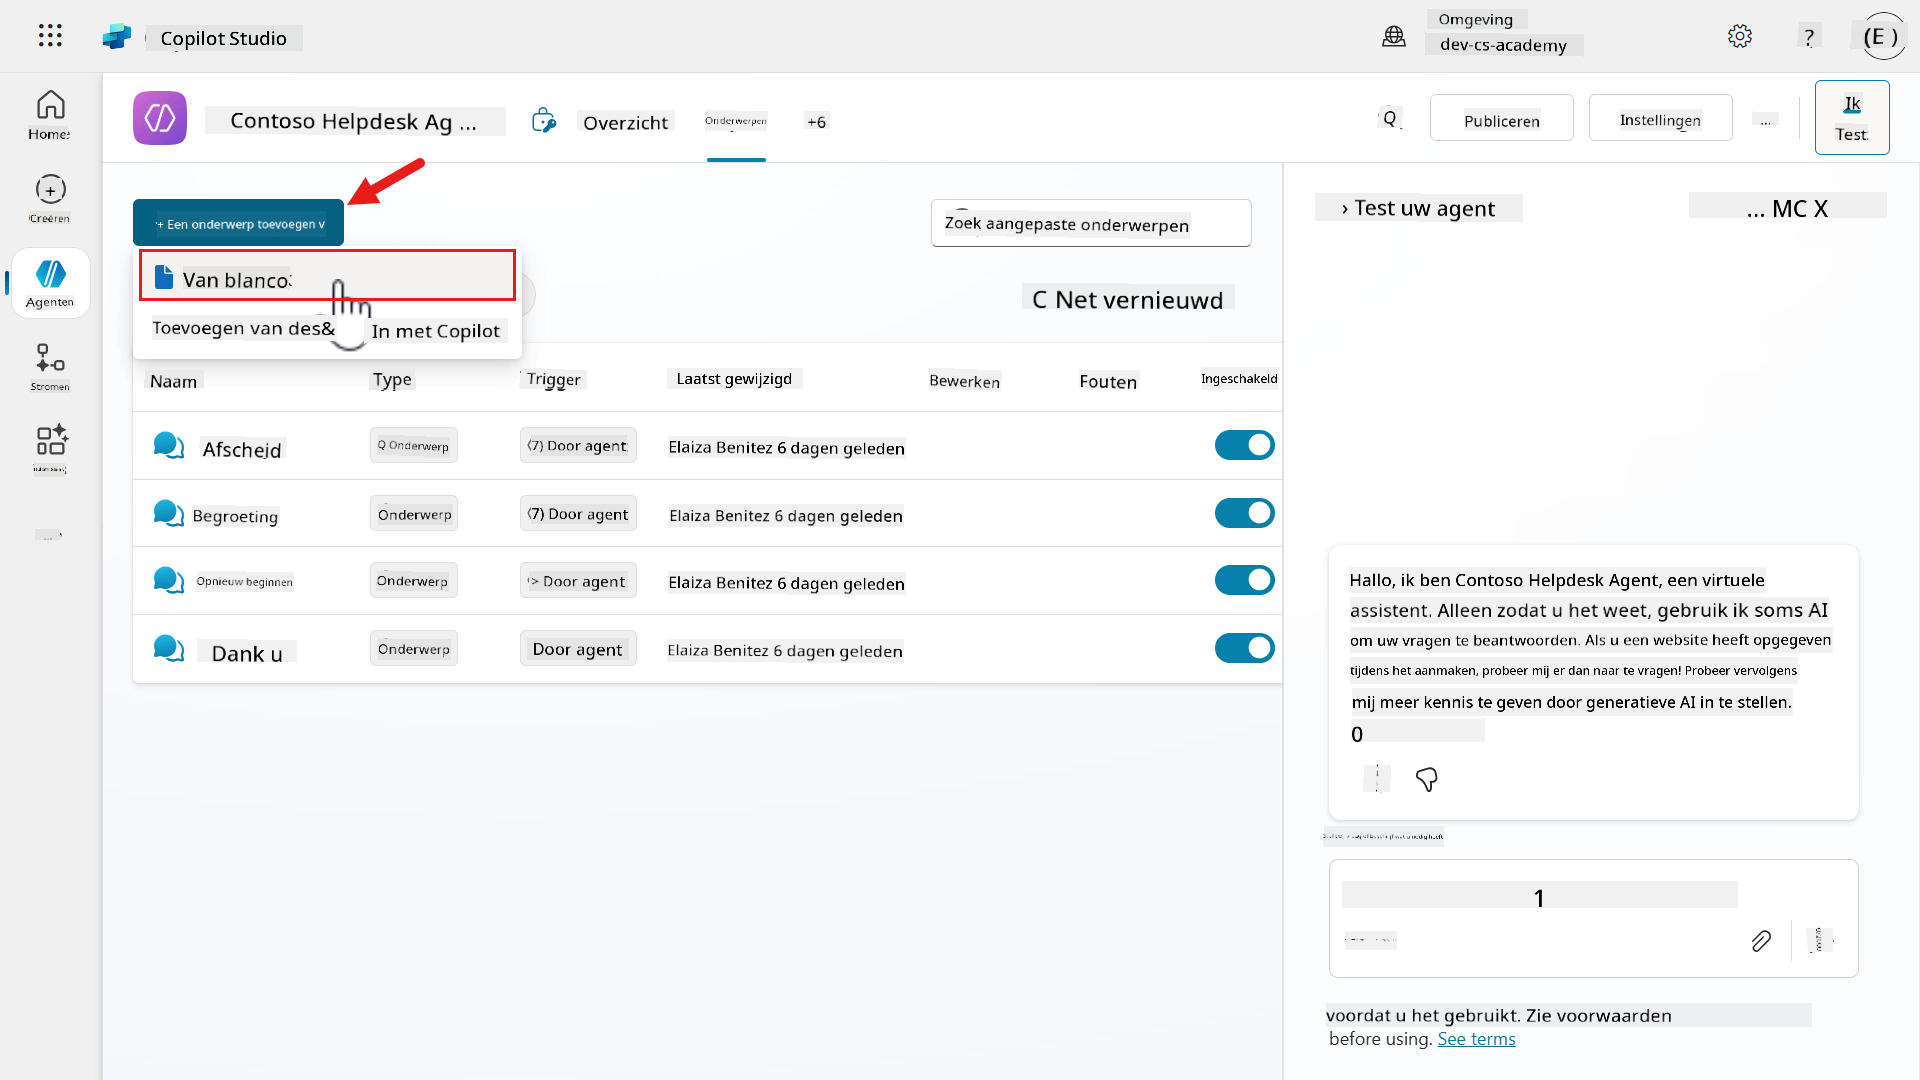 Copilot Studio
Omgeving
dev-cs-academy
?
(E )
Home:
Creëren
Agenten
Stromen
Contoso Helpdesk Ag ...
Overzicht
Onderwerpen
+6
Q
Publiceren
Instellingen
...
Ik
Test
+ Een onderwerp toevoegen v
Zoek aangepaste onderwerpen
Van blanco
Toevoegen van des& In met Copilot
C Net vernieuwd
Naam Type Trigger Laatst gewijzigd Bewerken Fouten Ingeschakeld
Afscheid Q Onderwerp (7) Door agent Elaiza Benitez 6 dagen geleden
Begroeting Onderwerp (7) Door agent Elaiza Benitez 6 dagen geleden
Opnieuw beginnen Onderwerp > Door agent Elaiza Benitez 6 dagen geleden
Dank u Onderwerp Door agent Elaiza Benitez 6 dagen geleden
› Test uw agent
... MC X
Hallo, ik ben Contoso Helpdesk Agent, een virtuele
assistent. Alleen zodat u het weet, gebruik ik soms AI
om uw vragen te beantwoorden. Als u een website heeft opgegeven
tijdens het aanmaken, probeer mij er dan naar te vragen! Probeer vervolgens
mij meer kennis te geven door generatieve AI in te stellen.
0
1
voordat u het gebruikt. Zie voorwaarden
before using. See terms